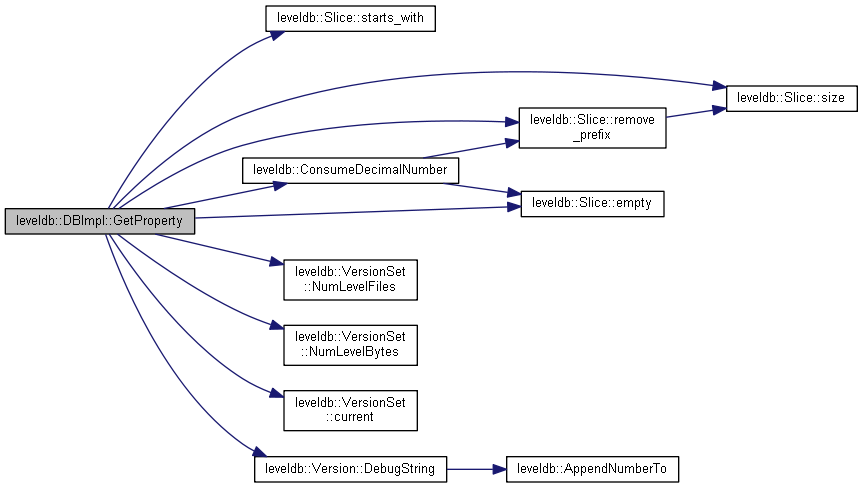 leveldb::Slice::starts_with
leveldb::Slice::size
leveldb::Slice::remove
_prefix
leveldb::ConsumeDecimalNumber
leveldb::Slice::empty
leveldb::DBImpl::GetProperty
leveldb::VersionSet
::NumLevelFiles
leveldb::VersionSet
::NumLevelBytes
leveldb::VersionSet
::current
leveldb::Version::DebugString
leveldb::AppendNumberTo